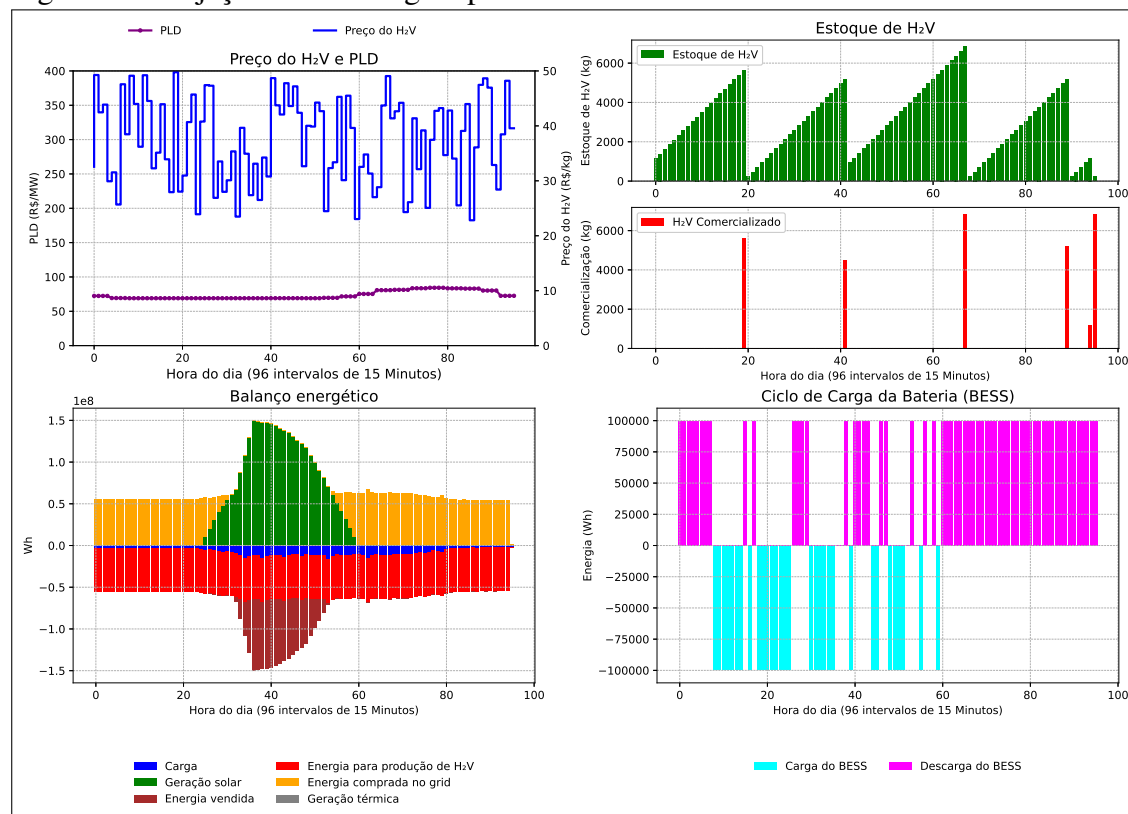 PLD
Preço do H₂V
Preço do H₂V e PLD
400
350
300
250
200
150
100
50
0
PLD (R$/MW)
50
40
30
20
10
0
Preço do H₂V (R$/kg)
0 20 40 60 80
Hora do dia (96 intervalos de 15 Minutos)
Estoque de H₂V
Estoque de H₂V
6000
4000
2000
0
Estoque de H₂V (kg)
0 20 40 60 80 100
H₂V Comercializado
6000
4000
2000
0
Comercialização (kg)
0 20 40 60 80 100
Hora do dia (96 intervalos de 15 Minutos)
Balanço energético
1e8
1.5
1.0
0.5
0.0
−0.5
−1.0
−1.5
Wh
0 20 40 60 80 100
Hora do dia (96 intervalos de 15 Minutos)
Carga
Geração solar
Energia vendida
Energia para produção de H₂V
Energia comprada no grid
Geração térmica
Ciclo de Carga da Bateria (BESS)
100000
75000
50000
25000
0
−25000
−50000
−75000
−100000
Energia (Wh)
0 20 40 60 80 100
Hora do dia (96 intervalos de 15 Minutos)
Carga do BESS
Descarga do BESS